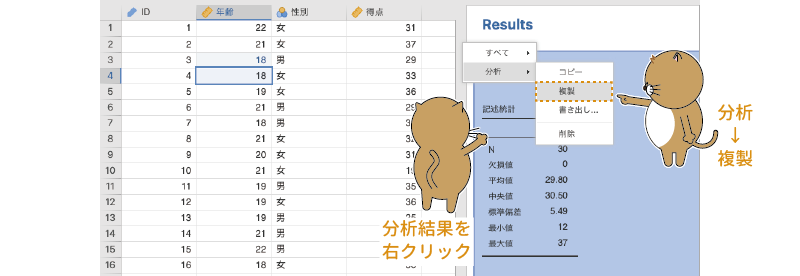 ID 年齢 性別 得点
1 1 22 女 31
2 2 21 女 37
3 3 18 男 29
4 4 18 女 33
5 5 19 女 36
6 6 21 男 29
7 7 18 男
8 8 21 女
9 9 20 女 31
10 10 21 女
11 11 19 男 35
12 12 19 女 36
13 13 19 男
14 14 21 男
15 15 22 男
16 16 18 女
Results
すべて
分析
コピー
複製
書き出し...
削除
記述統計
N 30
欠損値 0
平均値 29.80
中央値 30.50
標準偏差 5.49
最小値 12
最大値 37
分析結果を
右クリック
分析
↓
複製